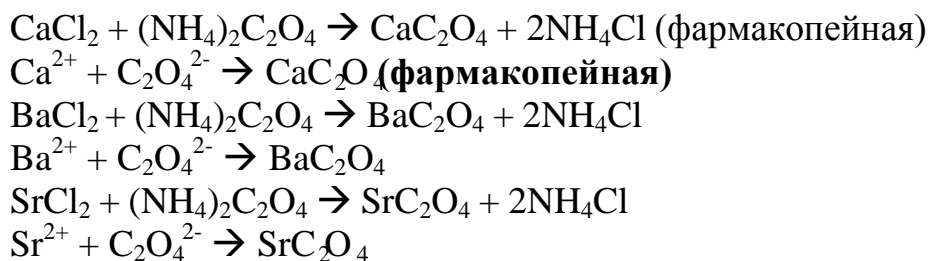 CaCl₂ + (NH₄)₂C₂O₄ → CaC₂O₄ + 2NH₄Cl (фармакопейная)
Ca²⁺ + C₂O₄²⁻ → CaC₂O₄(фармакопейная)
BaCl₂ + (NH₄)₂C₂O₄ → BaC₂O₄ + 2NH₄Cl
Ba²⁺ + C₂O₄²⁻ → BaC₂O₄
SrCl₂ + (NH₄)₂C₂O₄ → SrC₂O₄ + 2NH₄Cl
Sr²⁺ + C₂O₄²⁻ → SrC₂O₄